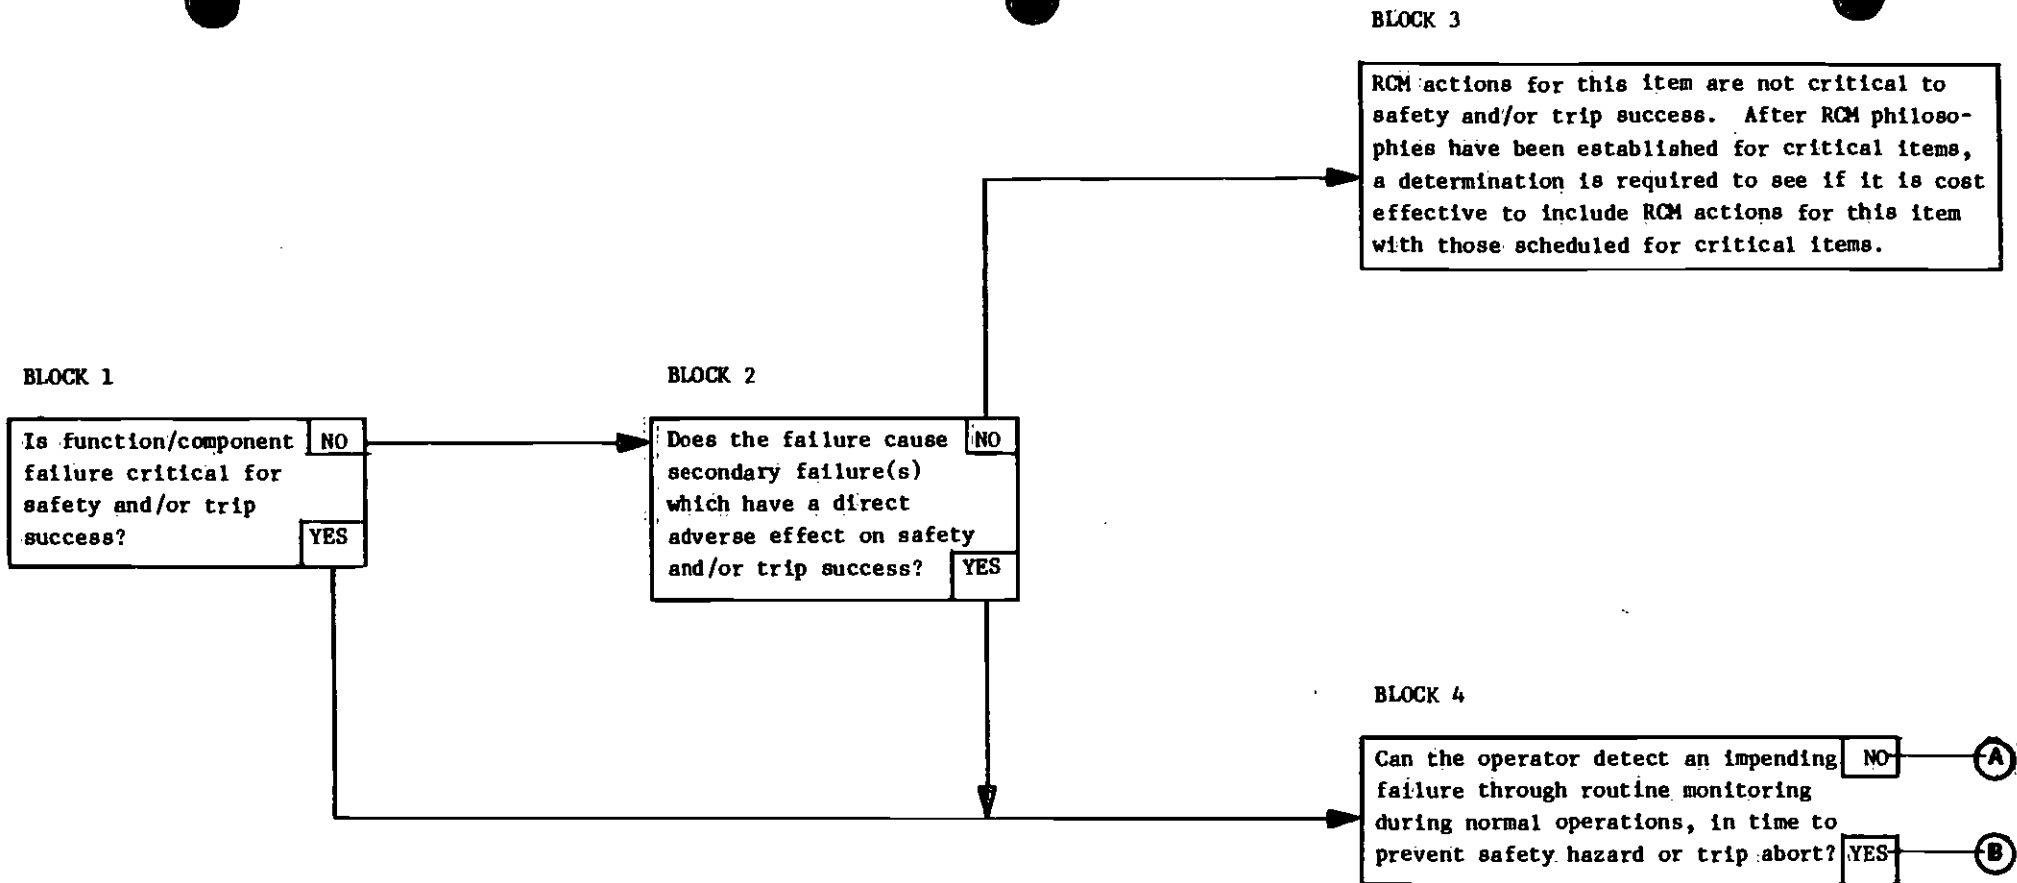 BLOCK 3
RCM actions for this item are not critical to
safety and/or trip success. After RCM philoso-
phies have been established for critical items,
a determination is required to see if it is cost
effective to include RCM actions for this item
with those scheduled for critical items.
BLOCK 1
Is function/component NO
failure critical for
safety and/or trip
success? YES
BLOCK 2
Does the failure cause NO
secondary failure(s)
which have a direct
adverse effect on safety
and/or trip success? YES
BLOCK 4
Can the operator detect an impending NO A
failure through routine monitoring
during normal operations, in time to
prevent safety hazard or trip abort? YES B